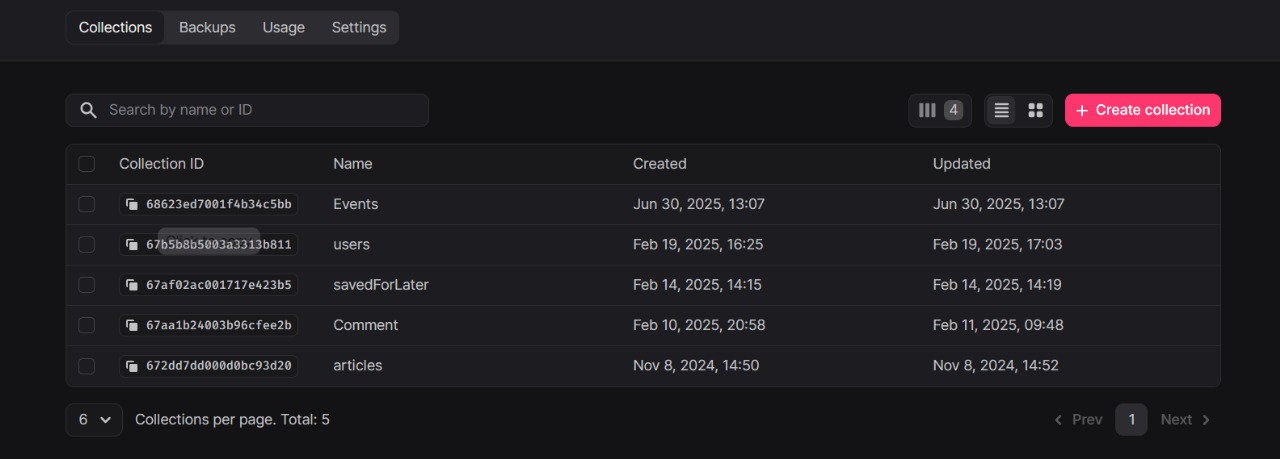 Collections Backups Usage Settings
Search by name or ID
4
+ Create collection
Collection ID Name Created Updated
68623ed7001f4b34c5bb Events Jun 30, 2025, 13:07 Jun 30, 2025, 13:07
67b5b8b5003a3313b811 users Feb 19, 2025, 16:25 Feb 19, 2025, 17:03
67af02ac001717e423b5 savedForLater Feb 14, 2025, 14:15 Feb 14, 2025, 14:19
67aa1b24003b96cfee2b Comment Feb 10, 2025, 20:58 Feb 11, 2025, 09:48
672dd7dd000d0bc93d20 articles Nov 8, 2024, 14:50 Nov 8, 2024, 14:52
6 Collections per page. Total: 5 Prev 1 Next